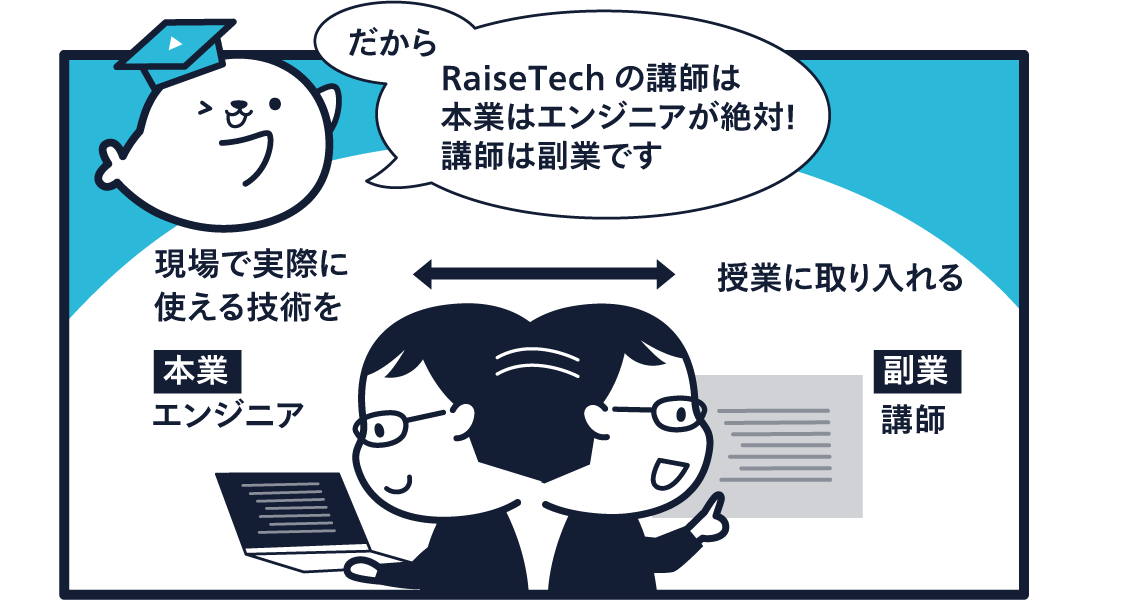 だから
RaiseTech の講師は
本業はエンジニアが絶対!
講師は副業です
現場で実際に
使える技術を
授業に取り入れる
本業
エンジニア
副業
講師